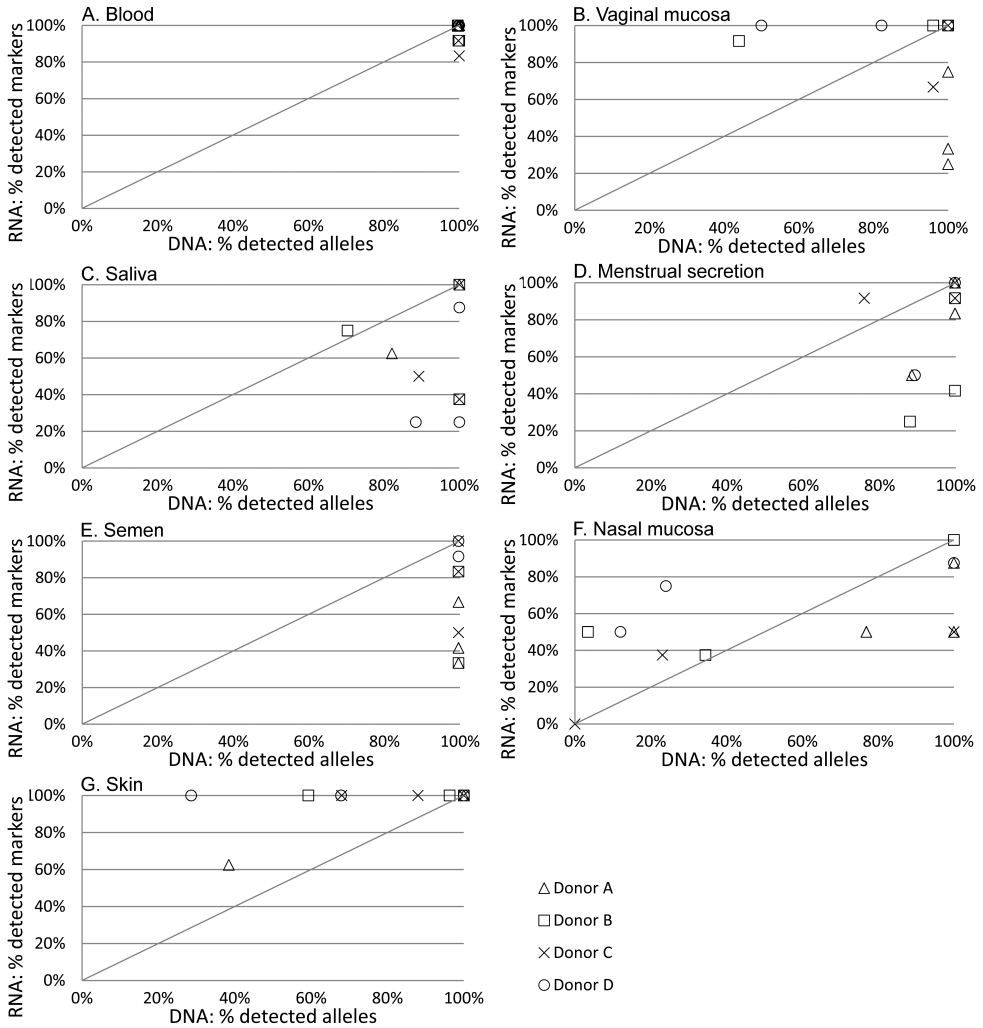 A. Blood
RNA: % detected markers
100%
80%
60%
40%
20%
0%
0% 20% 40% 60% 80% 100%
DNA: % detected alleles
B. Vaginal mucosa
RNA: % detected markers
100%
80%
60%
40%
20%
0%
0% 20% 40% 60% 80% 100%
DNA: % detected alleles
C. Saliva
RNA: % detected markers
100%
80%
60%
40%
20%
0%
0% 20% 40% 60% 80% 100%
DNA: % detected alleles
D. Menstrual secretion
RNA: % detected markers
100%
80%
60%
40%
20%
0%
0% 20% 40% 60% 80% 100%
DNA: % detected alleles
E. Semen
RNA: % detected markers
100%
80%
60%
40%
20%
0%
0% 20% 40% 60% 80% 100%
DNA: % detected alleles
F. Nasal mucosa
RNA: % detected markers
100%
80%
60%
40%
20%
0%
0% 20% 40% 60% 80% 100%
DNA: % detected alleles
G. Skin
RNA: % detected markers
100%
80%
60%
40%
20%
0%
0% 20% 40% 60% 80% 100%
DNA: % detected alleles
Donor A
Donor B
Donor C
Donor D